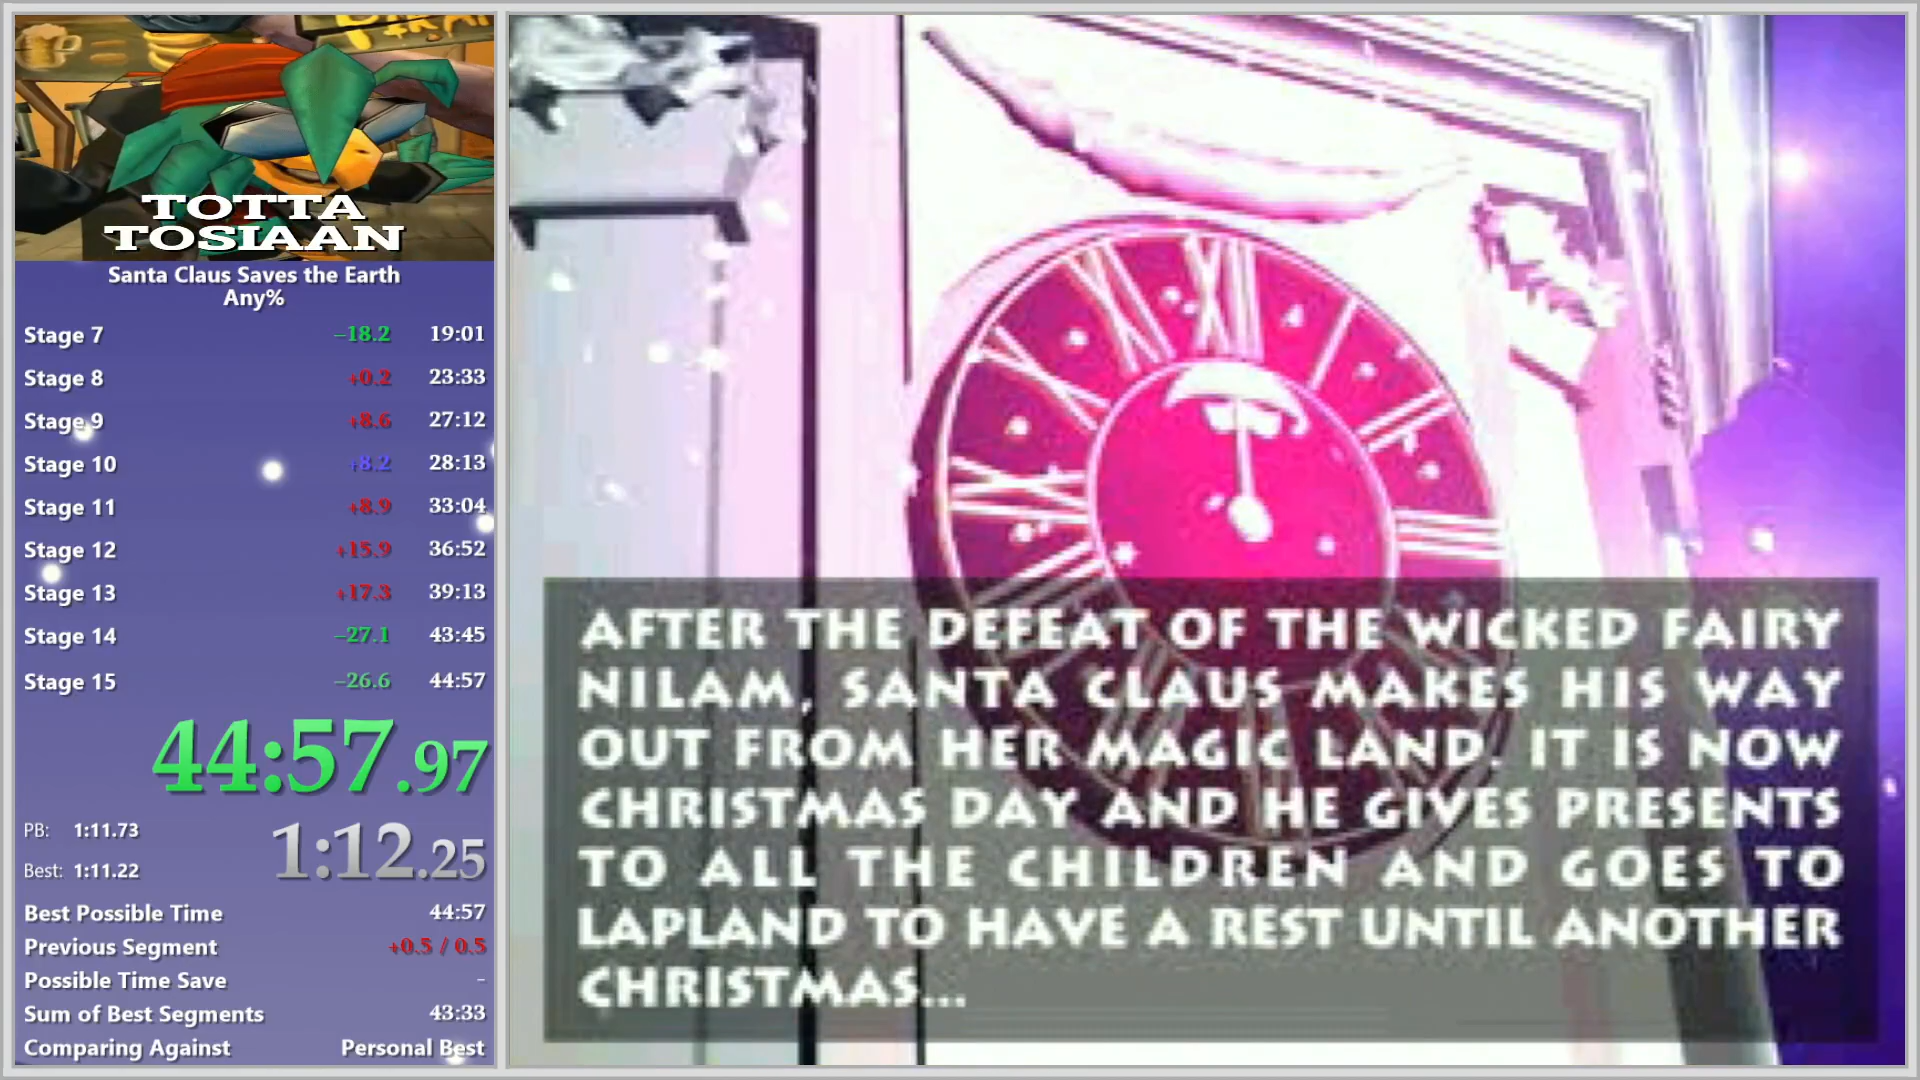 TOTTA
TOSIAAN
Santa Claus Saves the Earth
Any%
Stage 7 −18.2 19:01
Stage 8 +0.2 23:33
Stage 9 +8.6 27:12
Stage 10 +8.2 28:13
Stage 11 +8.9 33:04
Stage 12 +15.9 36:52
Stage 13 +17.3 39:13
Stage 14 −27.1 43:45
Stage 15 −26.6 44:57
44:57.97
PB: 1:11.73
1:12.25
Best: 1:11.22
Best Possible Time 44:57
Previous Segment +0.5 / 0.5
Possible Time Save -
Sum of Best Segments 43:33
Comparing Against Personal Best
AFTER THE DEFEAT OF THE WICKED FAIRY
NILAM, SANTA CLAUS MAKES HIS WAY
OUT FROM HER MAGIC LAND. IT IS NOW
CHRISTMAS DAY AND HE GIVES PRESENTS
TO ALL THE CHILDREN AND GOES TO
LAPLAND TO HAVE A REST UNTIL ANOTHER
CHRISTMAS...